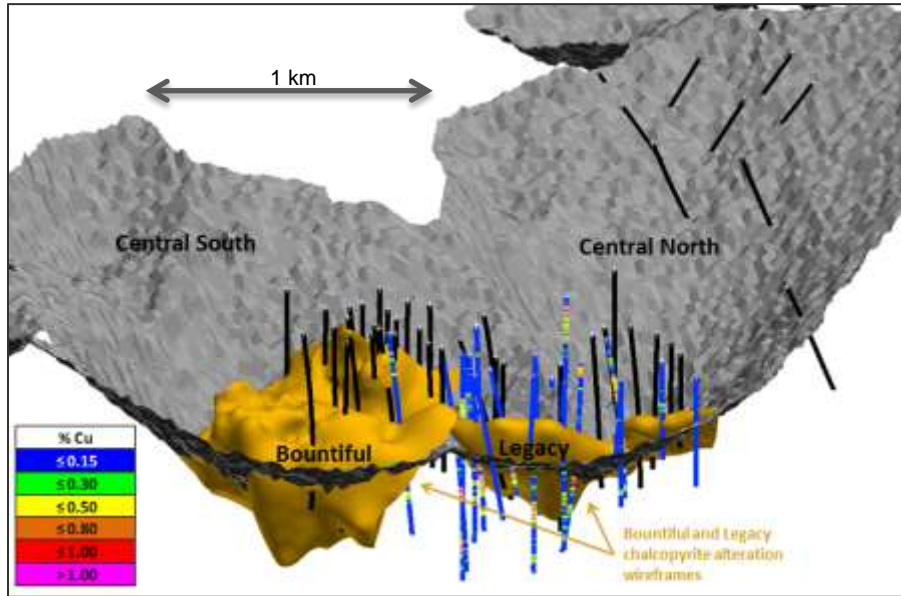 1 km
Central South
Central North
Bountiful
Legacy
% Cu
≤0.15
≤0.30
≤0.50
≤0.80
≤1.00
>1.00
Bountiful and Legacy
chalcopyrite alteration
wireframes